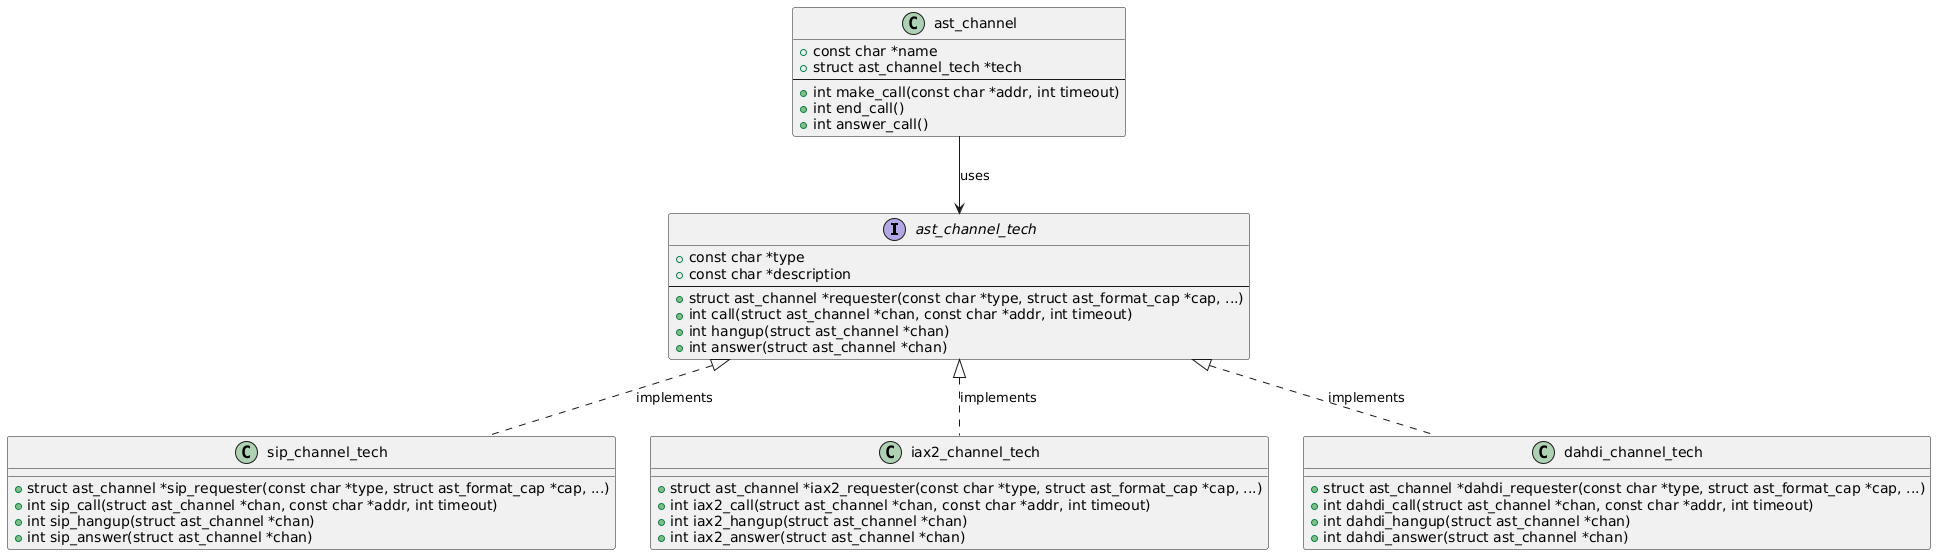 C ast_channel
const char *name
struct ast_channel_tech *tech
int make_call(const char *addr, int timeout)
int end_call()
int answer_call()
uses
I ast_channel_tech
const char *type
const char *description
struct ast_channel *requester(const char *type, struct ast_format_cap *cap, ...)
int call(struct ast_channel *chan, const char *addr, int timeout)
int hangup(struct ast_channel *chan)
int answer(struct ast_channel *chan)
implements
implements
implements
C sip_channel_tech
struct ast_channel *sip_requester(const char *type, struct ast_format_cap *cap, ...)
int sip_call(struct ast_channel *chan, const char *addr, int timeout)
int sip_hangup(struct ast_channel *chan)
int sip_answer(struct ast_channel *chan)
C iax2_channel_tech
struct ast_channel *iax2_requester(const char *type, struct ast_format_cap *cap, ...)
int iax2_call(struct ast_channel *chan, const char *addr, int timeout)
int iax2_hangup(struct ast_channel *chan)
int iax2_answer(struct ast_channel *chan)
C dahdi_channel_tech
struct ast_channel *dahdi_requester(const char *type, struct ast_format_cap *cap, ...)
int dahdi_call(struct ast_channel *chan, const char *addr, int timeout)
int dahdi_hangup(struct ast_channel *chan)
int dahdi_answer(struct ast_channel *chan)